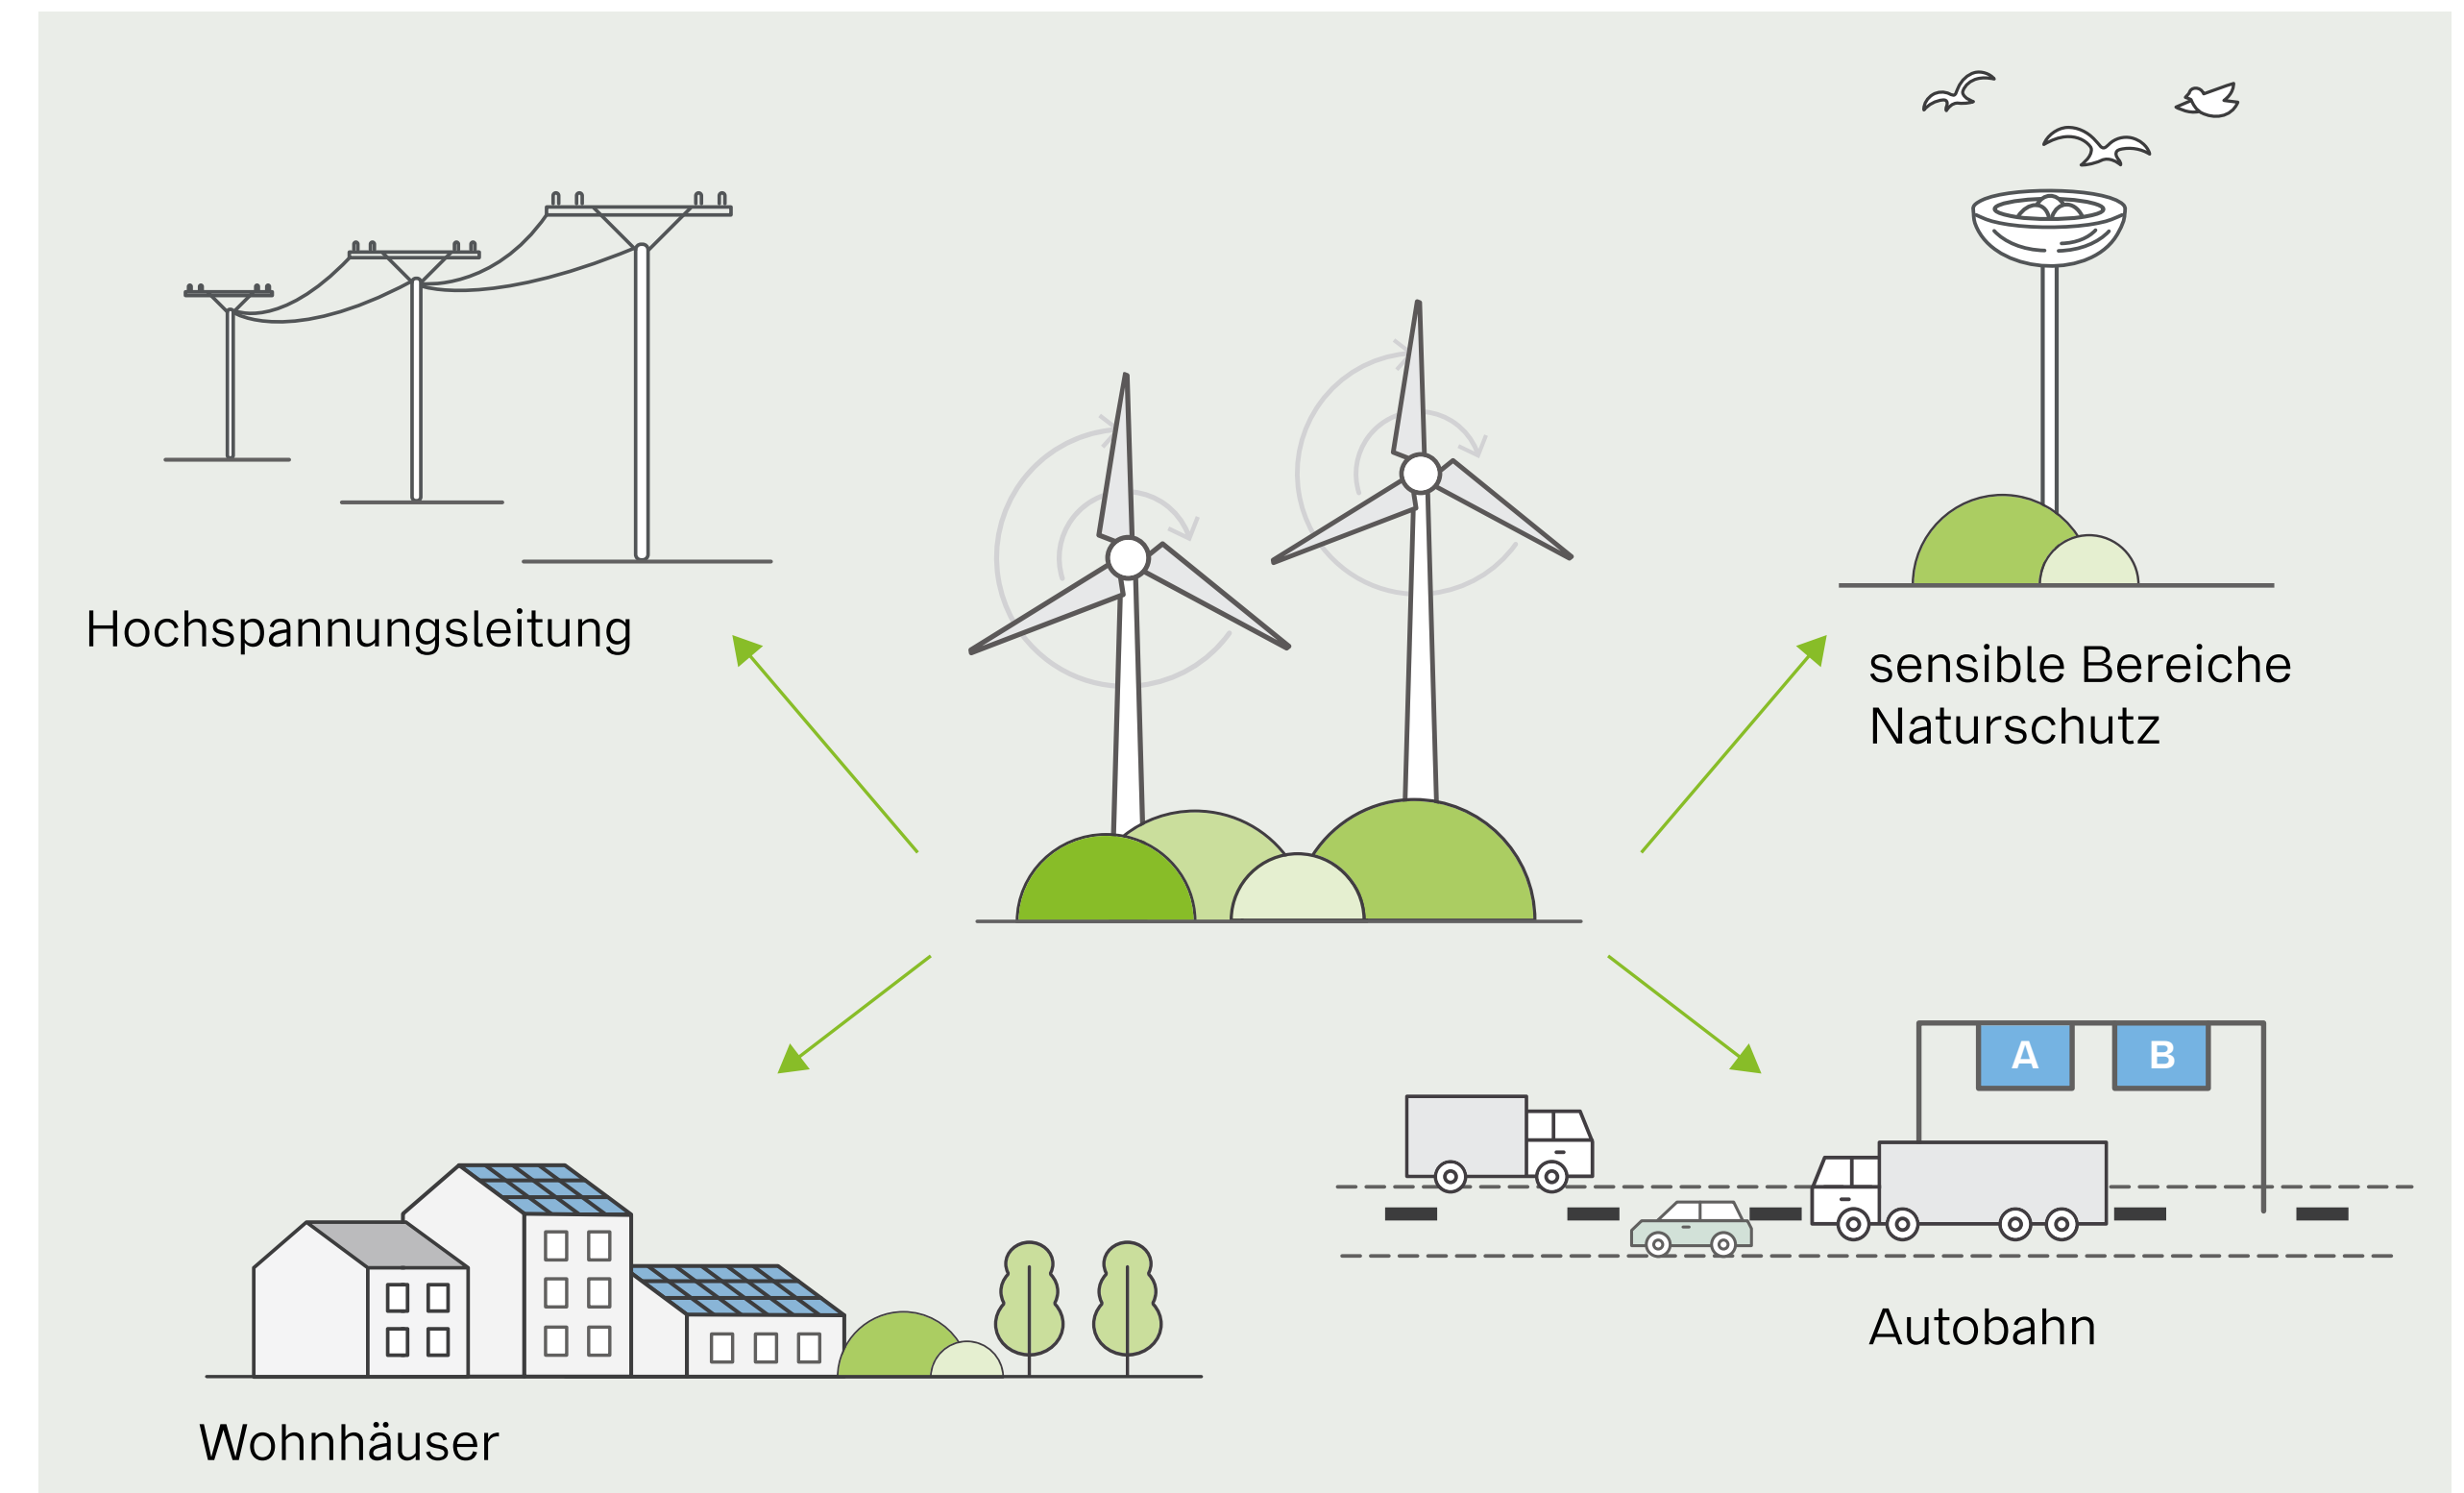 Hochspannungsleitung
sensible Bereiche
Naturschutz
A
B
Autobahn
Wohnhäuser